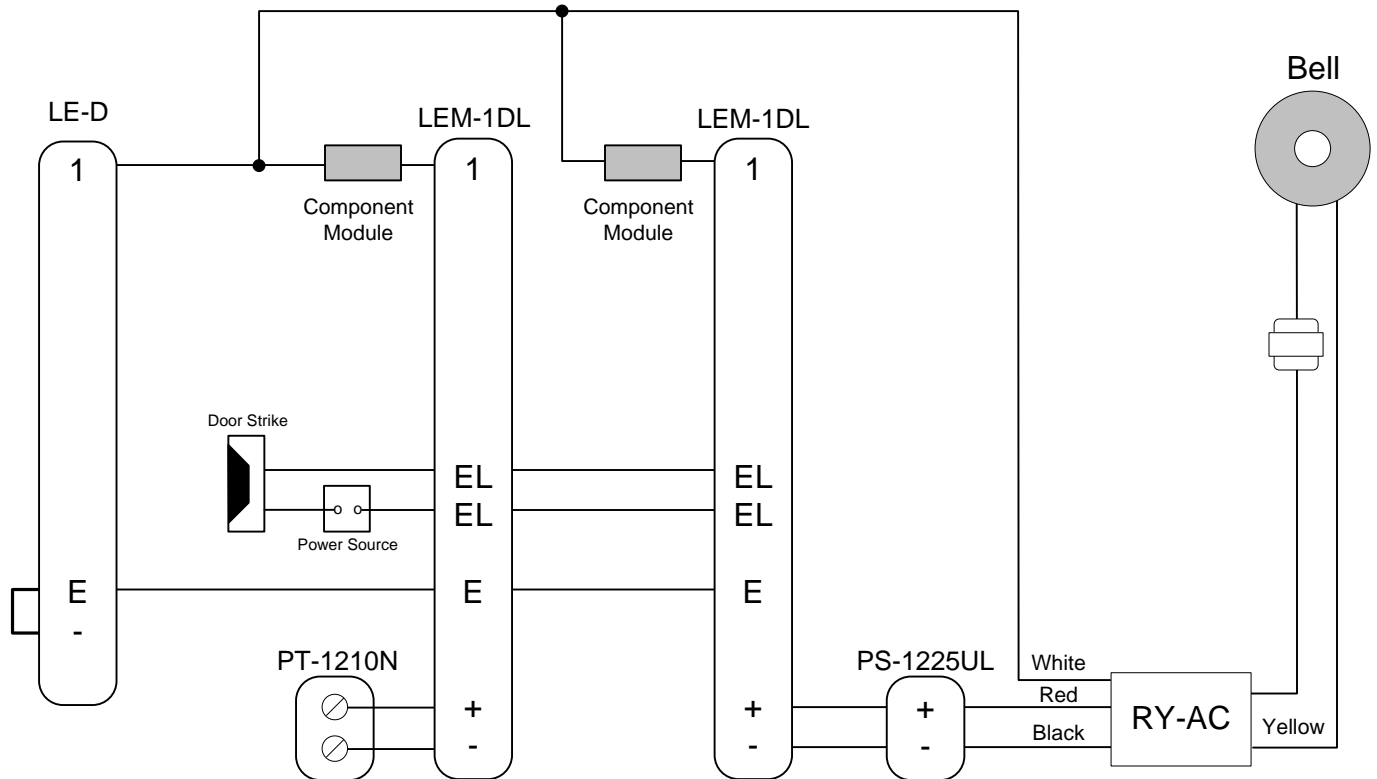 Bell
LE-D
LEM-1DL
LEM-1DL
1
1
1
Component
Module
Component
Module
Door Strike
EL
EL
EL
EL
Power Source
E
E
E
-
PT-1210N
PS-1225UL
White
Red
Black
RY-AC
Yellow
+
-
+
-
+
-